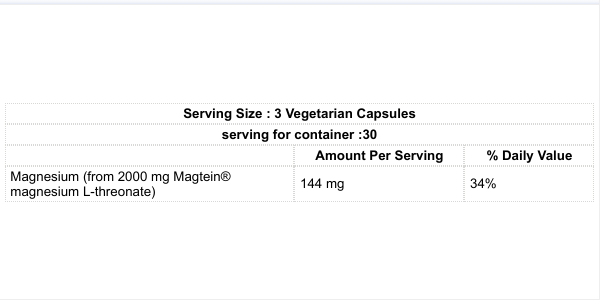 Serving Size : 3 Vegetarian Capsules
serving for container :30
Amount Per Serving % Daily Value
Magnesium (from 2000 mg Magtein® magnesium L-threonate) 144 mg 34%